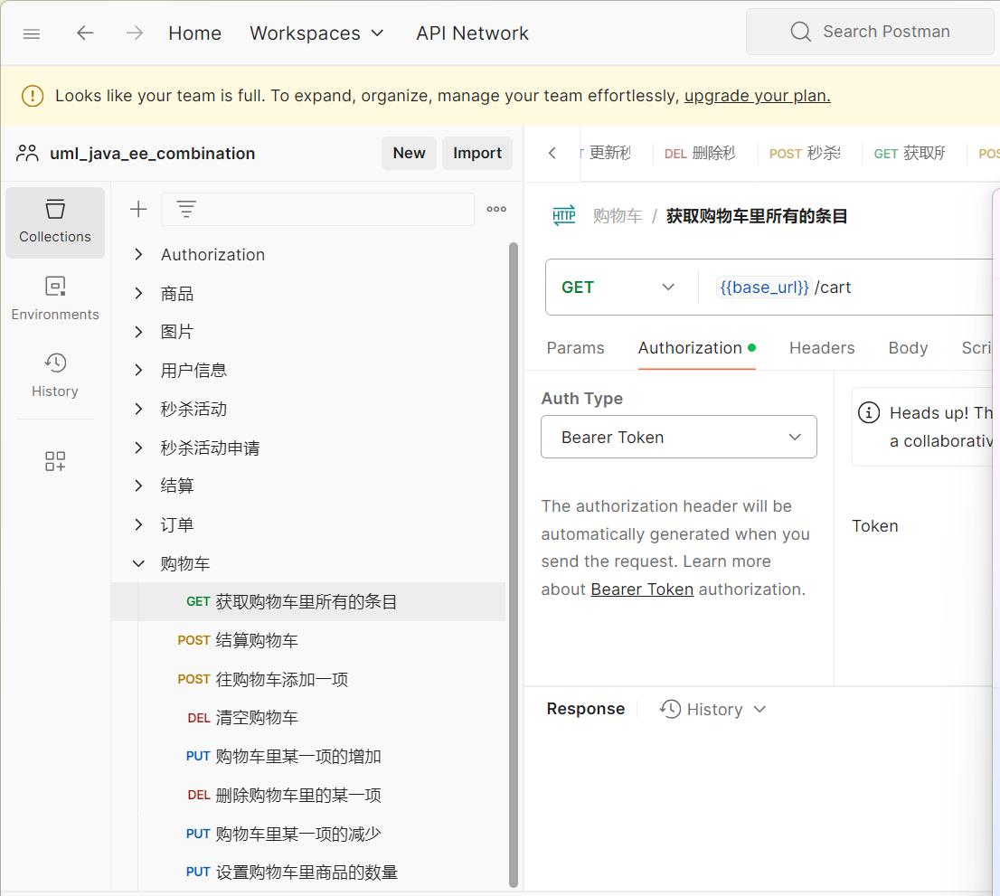 Home Workspaces API Network Search Postman
Looks like your team is full. To expand, organize, manage your team effortlessly, upgrade your plan.
uml_java_ee_combination New Import
Collections
Environments
History
Authorization
商品
图片
用户信息
秒杀活动
秒杀活动申请
结算
订单
购物车
GET 获取购物车里所有的条目
POST 结算购物车
POST 往购物车添加一项
DEL 清空购物车
PUT 购物车里某一项的增加
DEL 删除购物车里的某一项
PUT 购物车里某一项的减少
PUT 设置购物车里商品的数量
更新秒 DEL 删除秒 POST 秒杀 GET 获取所 POS
HTTP 购物车 / 获取购物车里所有的条目
GET {{base_url}} /cart
Params Authorization Headers Body Scri
Auth Type
Bearer Token
The authorization header will be
automatically generated when you
send the request. Learn more
about Bearer Token authorization.
Heads up! Th
a collaborativ
Token
Response History